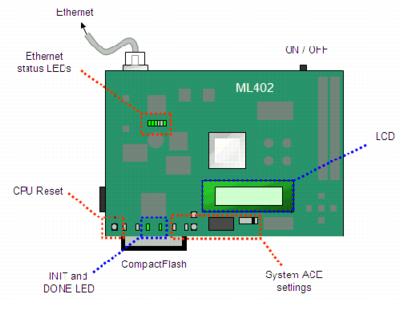 Ethernet
Ethernet
status LEDs
ON / OFF
ML402
LCD
CPU Reset
INIT and
DONE LED
CompactFlash
System ACE
settings